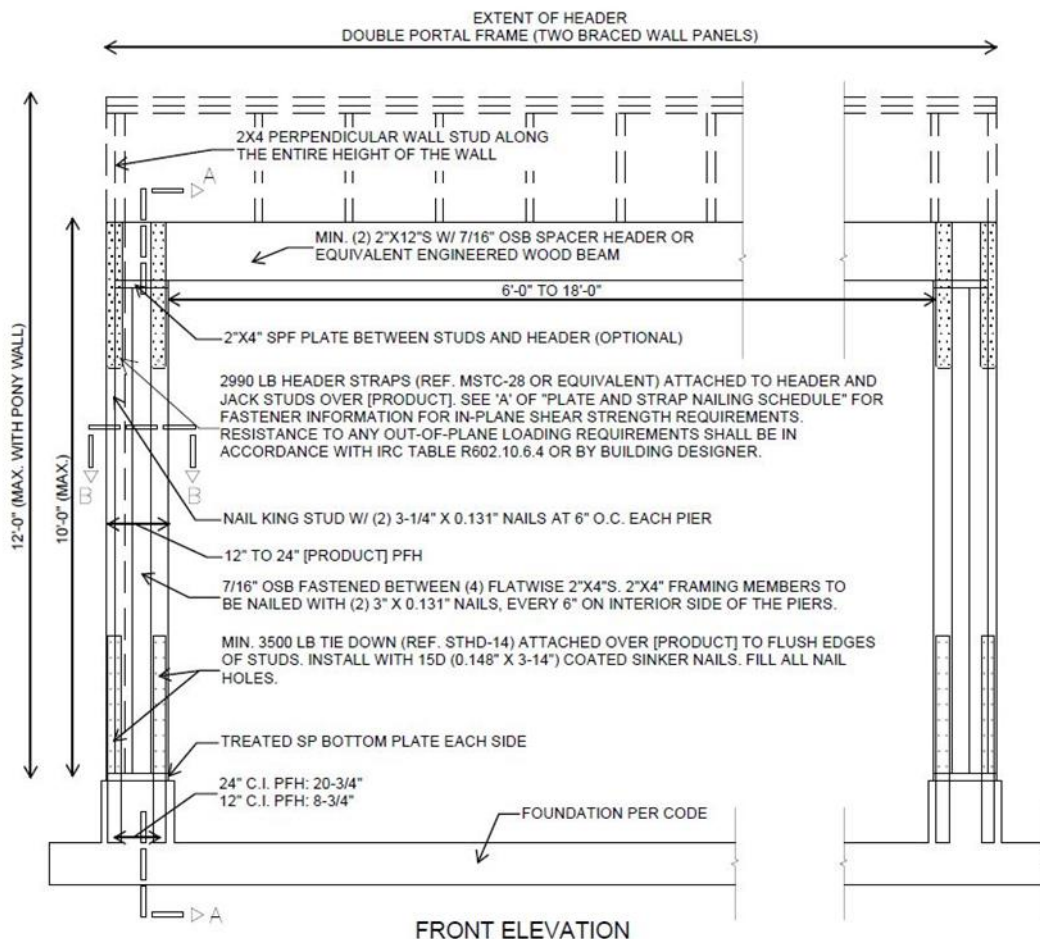 EXTENT OF HEADER
DOUBLE PORTAL FRAME (TWO BRACED WALL PANELS)
2X4 PERPENDICULAR WALL STUD ALONG
THE ENTIRE HEIGHT OF THE WALL
A
MIN. (2) 2"X12"S W/ 7/16" OSB SPACER HEADER OR
EQUIVALENT ENGINEERED WOOD BEAM
6'-0" TO 18'-0"
2"X4" SPF PLATE BETWEEN STUDS AND HEADER (OPTIONAL)
12'-0" (MAX. WITH PONY WALL)
10'-0" (MAX.)
2990 LB HEADER STRAPS (REF. MSTC-28 OR EQUIVALENT) ATTACHED TO HEADER AND
JACK STUDS OVER [PRODUCT]. SEE 'A' OF "PLATE AND STRAP NAILING SCHEDULE" FOR
FASTENER INFORMATION FOR IN-PLANE SHEAR STRENGTH REQUIREMENTS.
RESISTANCE TO ANY OUT-OF-PLANE LOADING REQUIREMENTS SHALL BE IN
ACCORDANCE WITH IRC TABLE R602.10.6.4 OR BY BUILDING DESIGNER.
B
B
NAIL KING STUD W/ (2) 3-1/4" X 0.131" NAILS AT 6" O.C. EACH PIER
12" TO 24" [PRODUCT] PFH
7/16" OSB FASTENED BETWEEN (4) FLATWISE 2"X4"S. 2"X4" FRAMING MEMBERS TO
BE NAILED WITH (2) 3" X 0.131" NAILS, EVERY 6" ON INTERIOR SIDE OF THE PIERS.
MIN. 3500 LB TIE DOWN (REF. STHD-14) ATTACHED OVER [PRODUCT] TO FLUSH EDGES
OF STUDS. INSTALL WITH 15D (0.148" X 3-14") COATED SINKER NAILS. FILL ALL NAIL
HOLES.
TREATED SP BOTTOM PLATE EACH SIDE
24" C.I. PFH: 20-3/4"
12" C.I. PFH: 8-3/4"
FOUNDATION PER CODE
A
FRONT ELEVATION